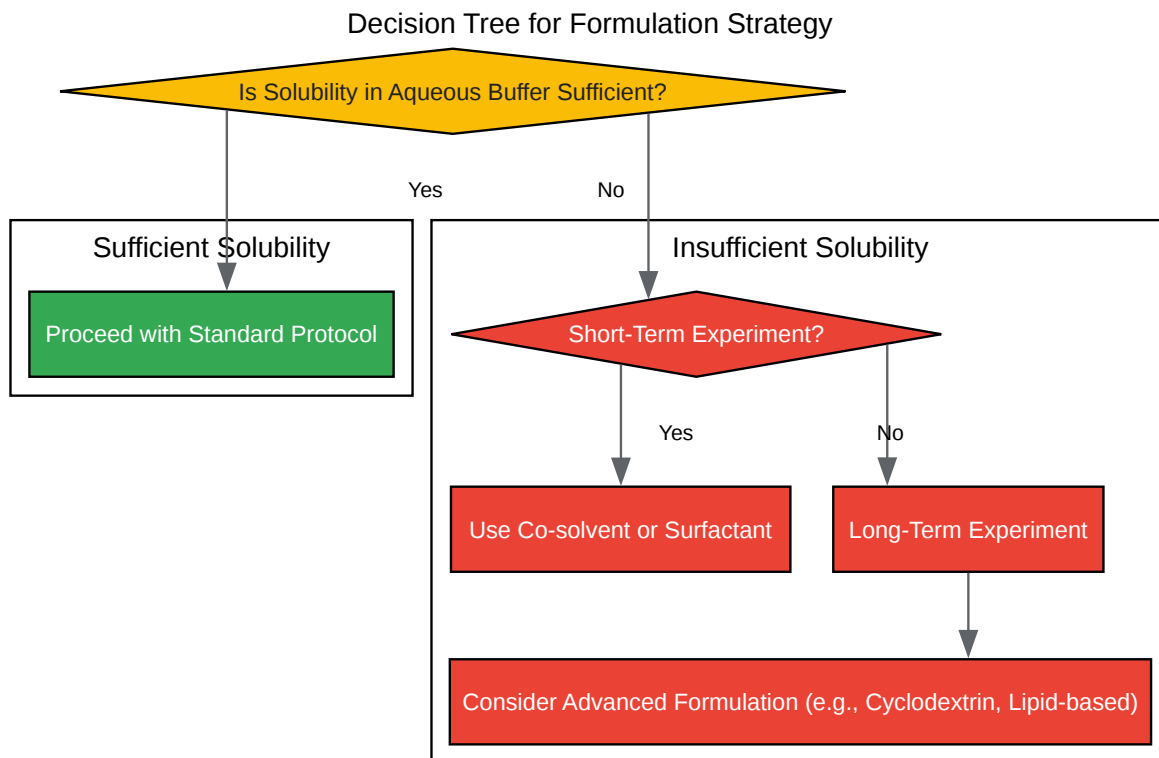 Decision Tree for Formulation Strategy
Is Solubility in Aqueous Buffer Sufficient?
Yes
No
Sufficient Solubility
Insufficient Solubility
Proceed with Standard Protocol
Short-Term Experiment?
Yes
No
Use Co-solvent or Surfactant
Long-Term Experiment
Consider Advanced Formulation (e.g., Cyclodextrin, Lipid-based)